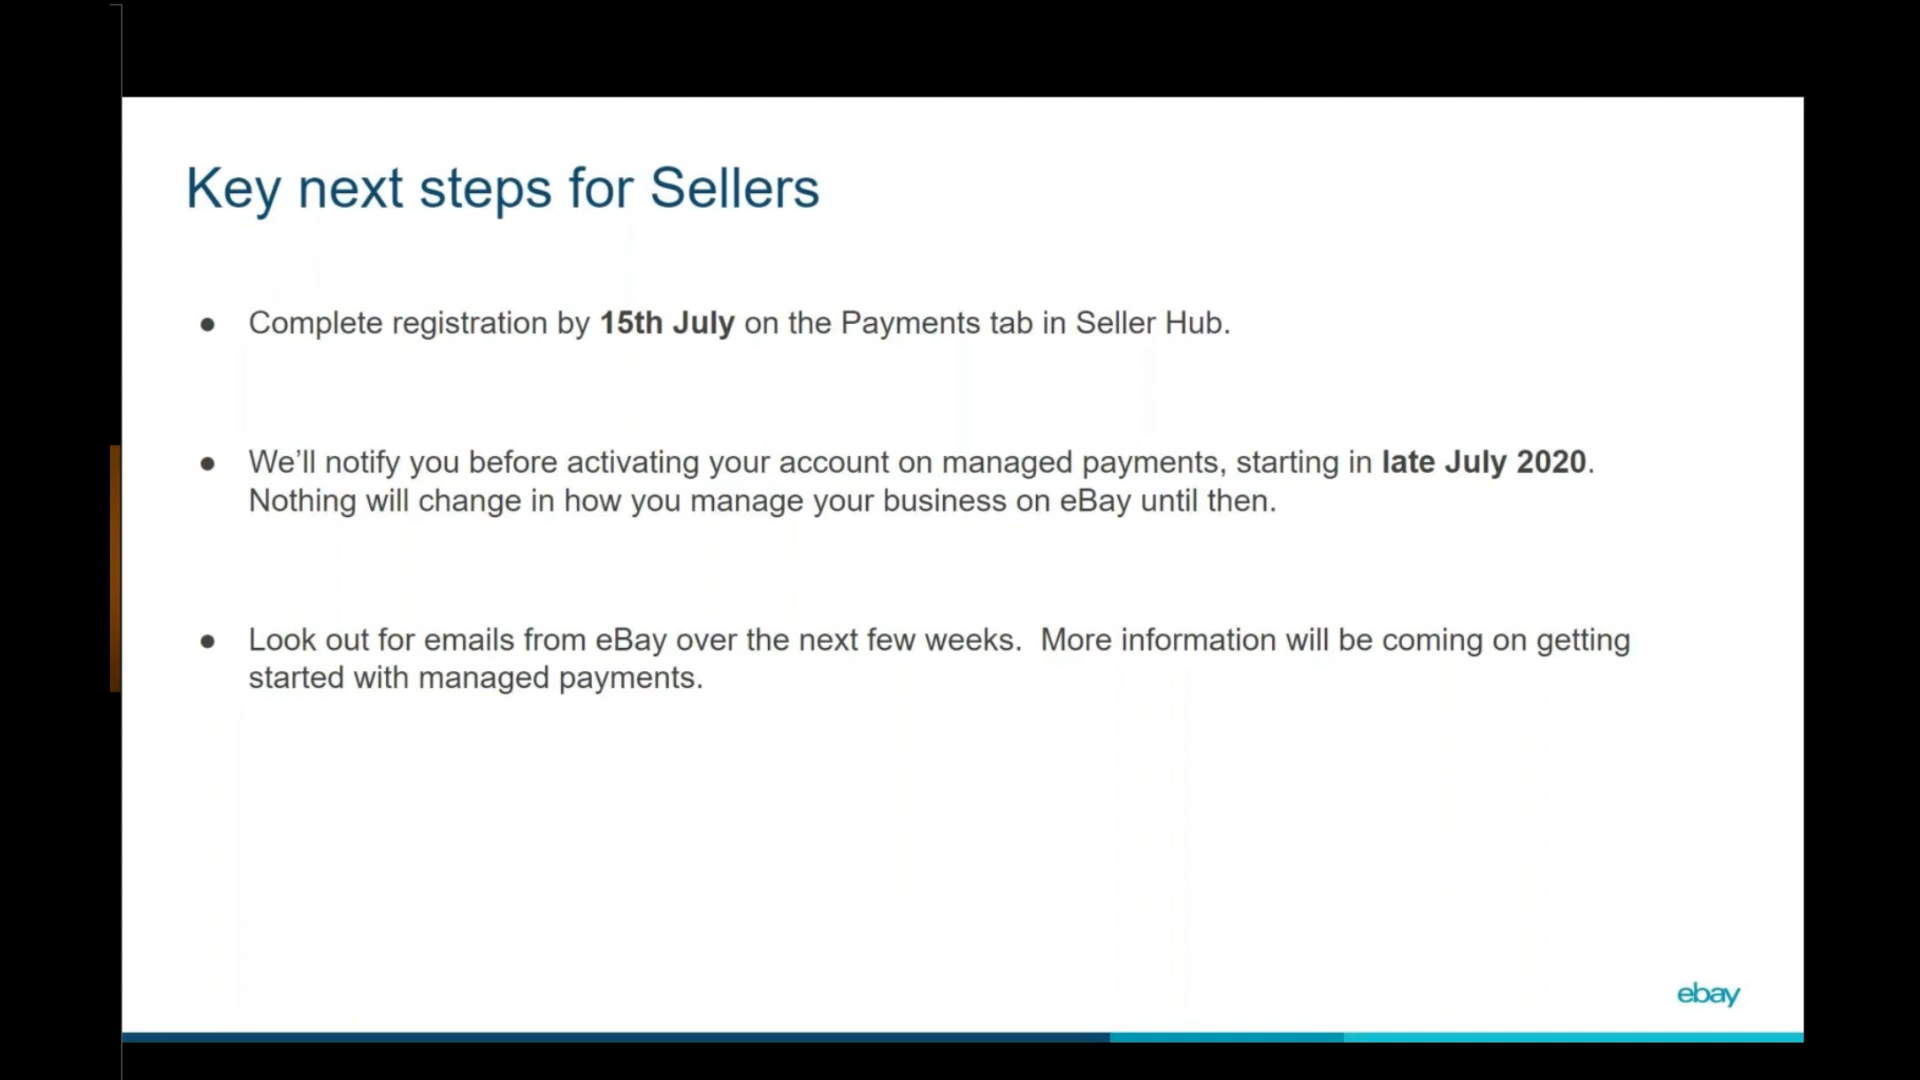 Key next steps for Sellers
● Complete registration by 15th July on the Payments tab in Seller Hub.
● We’ll notify you before activating your account on managed payments, starting in late July 2020.
Nothing will change in how you manage your business on eBay until then.
● Look out for emails from eBay over the next few weeks.  More information will be coming on getting
started with managed payments.
ebay